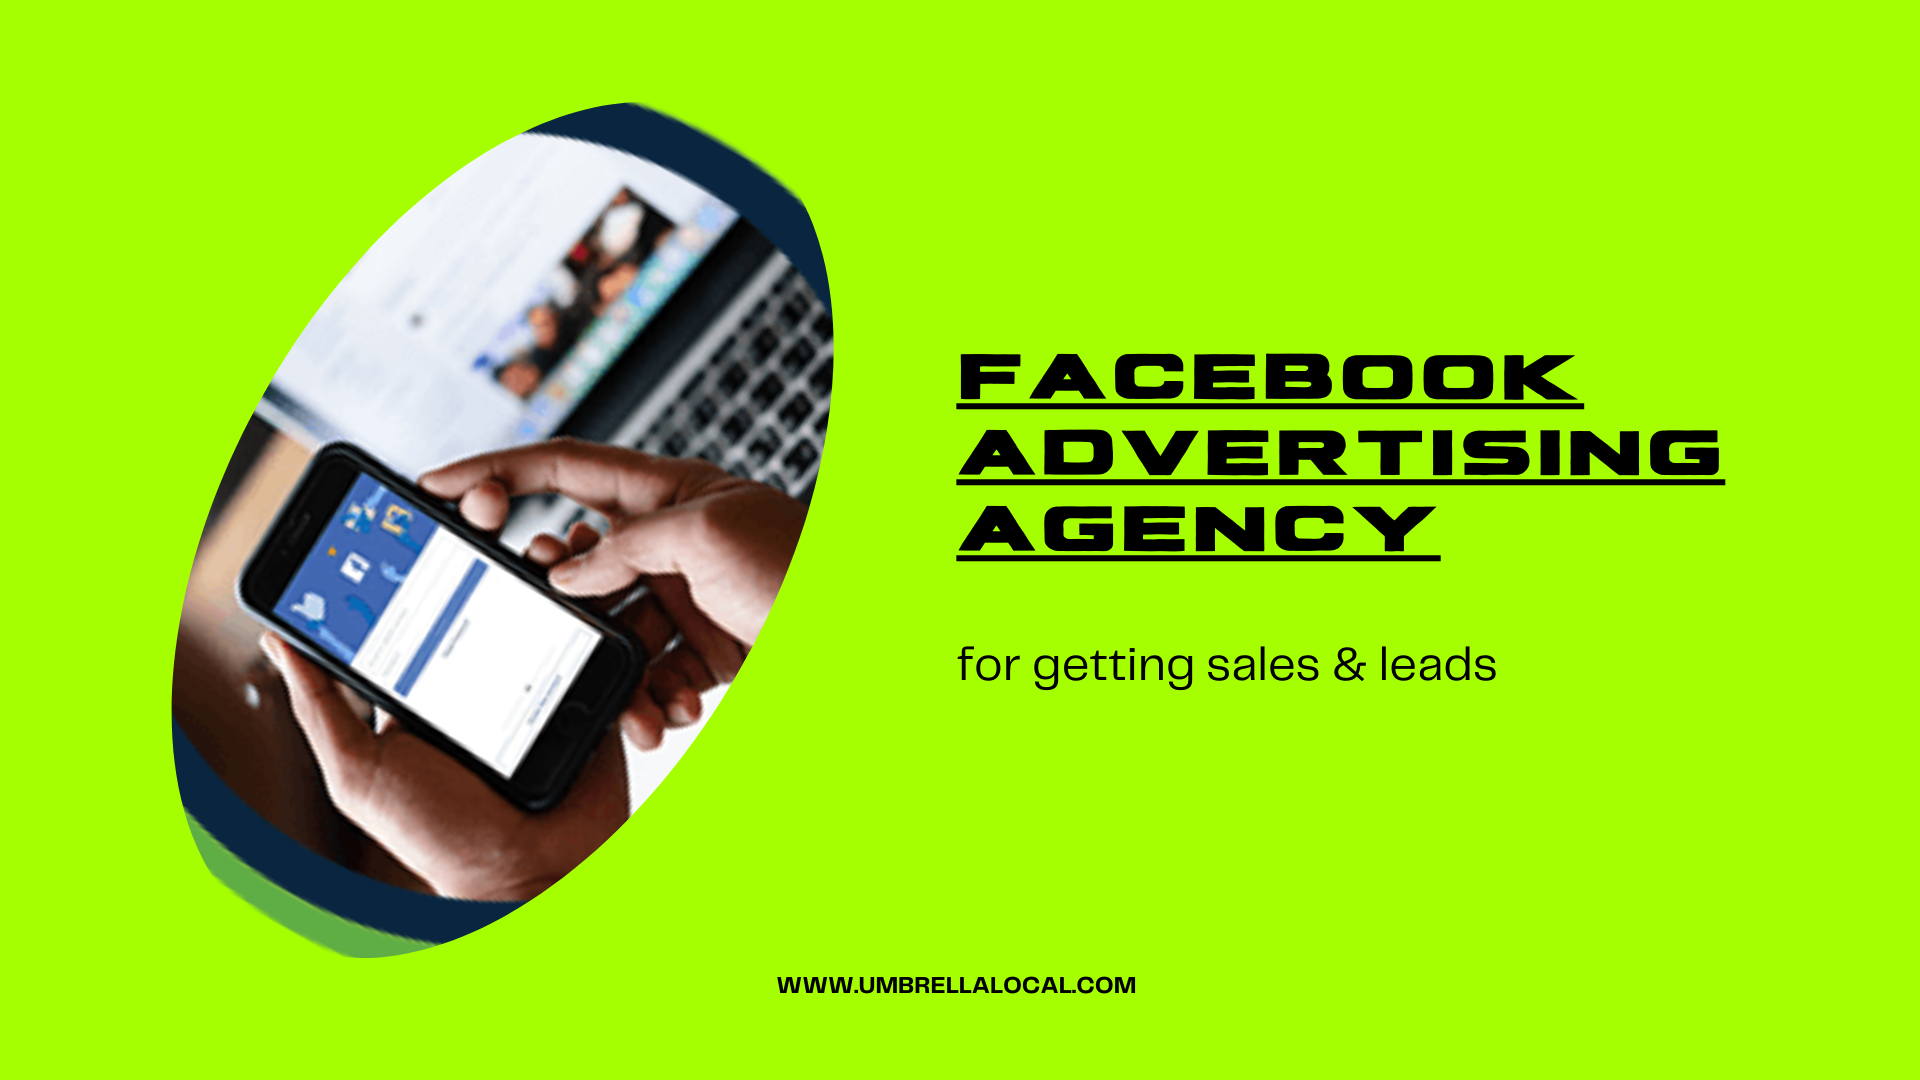 FACEBOOK
ADVERTISING
AGENCY
for getting sales & leads
WWW.UMBRELLALOCAL.COM